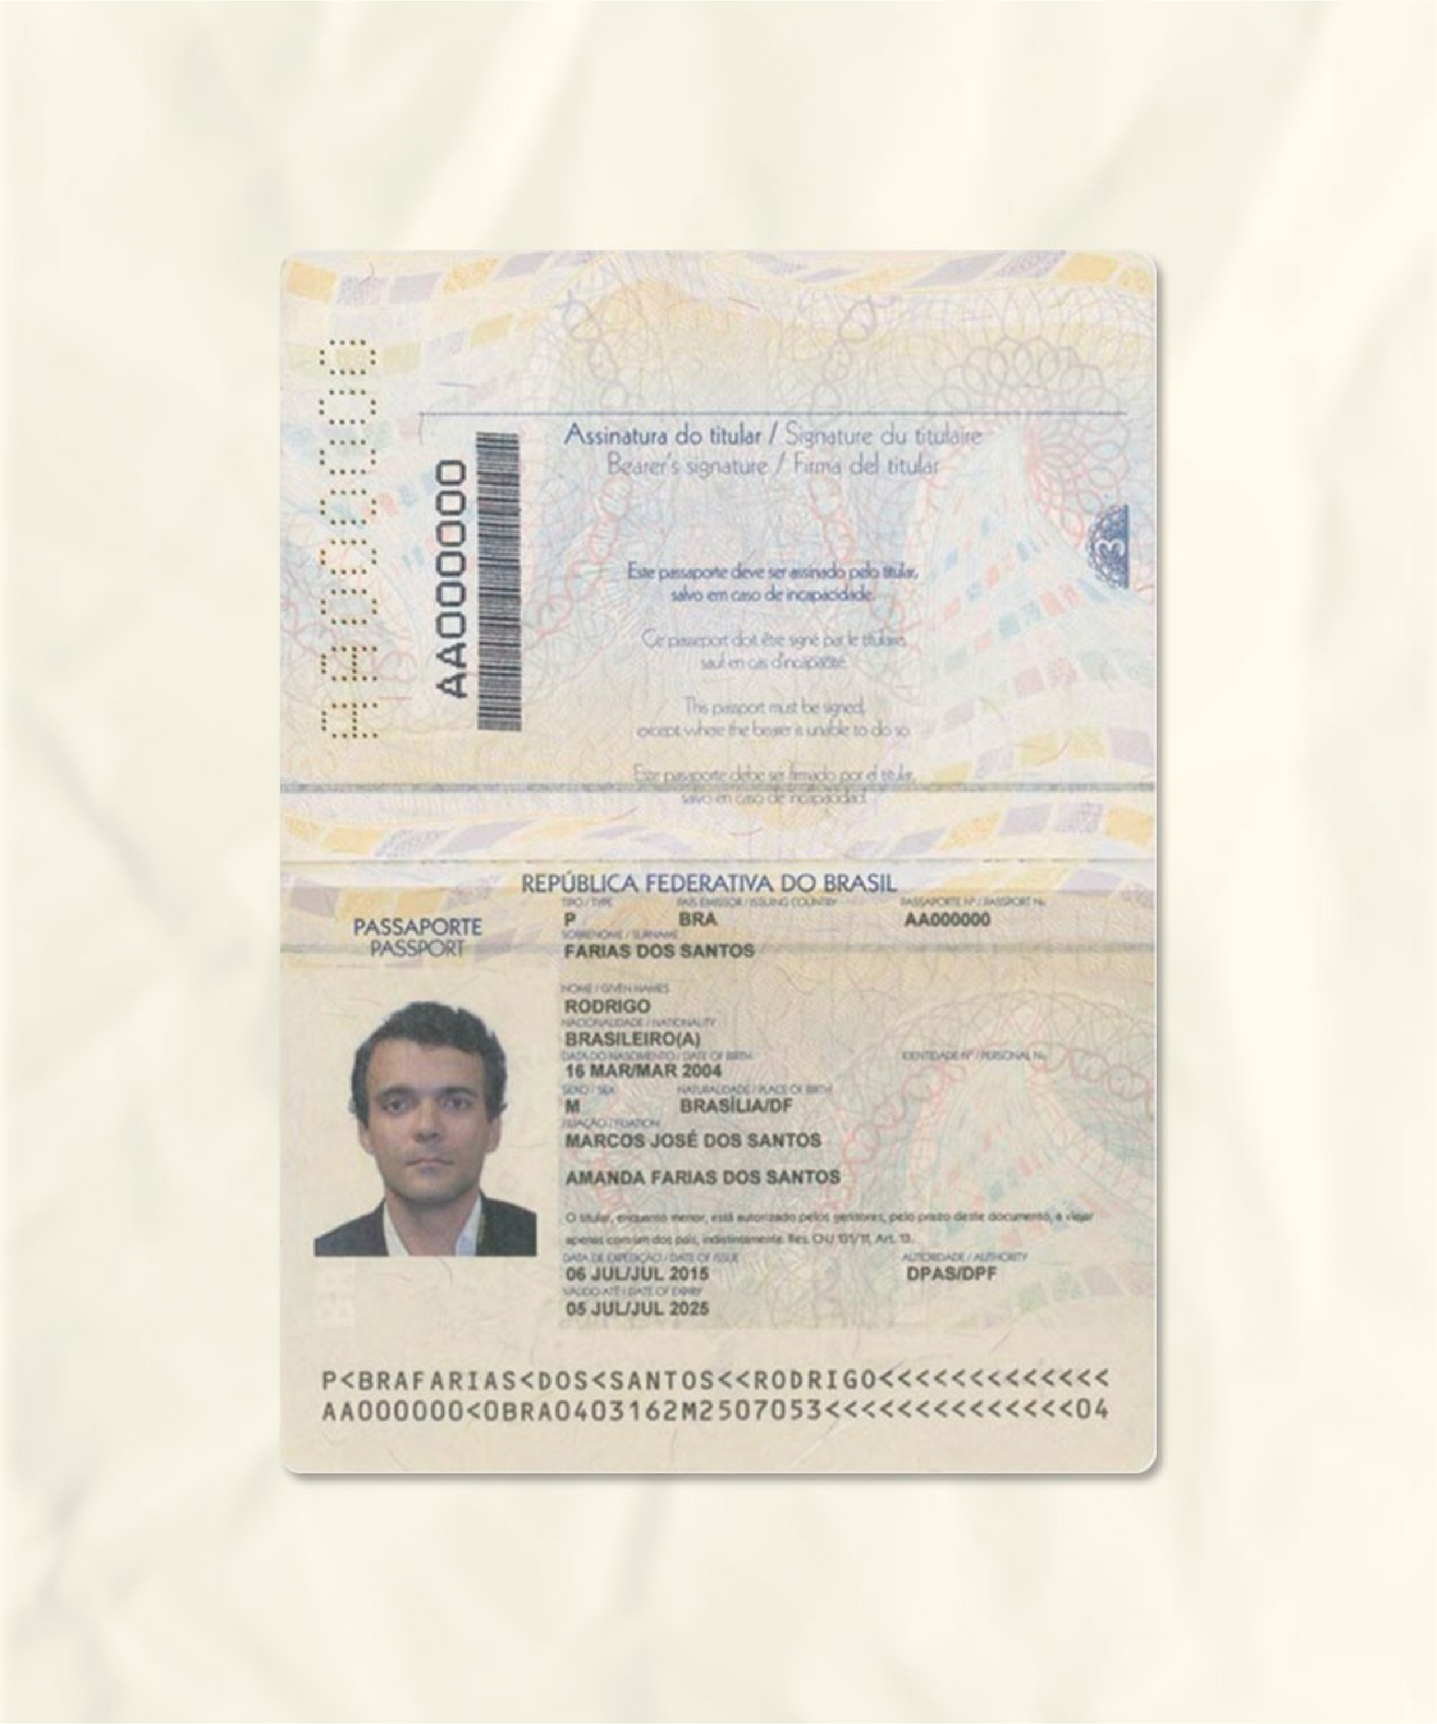 AA000000
AA000000
Assinatura do titular / Signature du titulaire
Bearer's signature / Firma del titular
3
Este passaporte deve ser assinado pelo titular,
salvo em caso de incapacidade.
Ce passeport doit être signé par le titulaire,
sauf en cas d'incapacité.
This passport must be signed,
except where the bearer is unable to do so.
Este pasaporte debe ser firmado por el titular,
salvo en caso de incapacidad.
REPÚBLICA FEDERATIVA DO BRASIL
PASSAPORTE
PASSPORT
TIPO / TYPE PAÍS EMISSOR / ISSUING COUNTRY PASSAPORTE Nº / PASSPORT No.
P BRA AA000000
SOBRENOME / SURNAME
FARIAS DOS SANTOS
NOME / GIVEN NAMES
RODRIGO
NACIONALIDADE / NATIONALITY
BRASILEIRO(A)
DATA DO NASCIMENTO / DATE OF BIRTH IDENTIDADE Nº / PERSONAL No.
16 MAR/MAR 2004
SEXO / SEX NATURALIDADE / PLACE OF BIRTH
M BRASÍLIA/DF
FILIAÇÃO / FILIATION
MARCOS JOSÉ DOS SANTOS
AMANDA FARIAS DOS SANTOS
O titular, enquanto menor, está autorizado pelos genitores, pelo prazo deste documento, a viajar
apenas com um dos pais, indistintamente. Res. CNJ 131/11, Art. 13.
DATA DE EXPEDIÇÃO / DATE OF ISSUE AUTORIDADE / AUTHORITY
06 JUL/JUL 2015 DPAS/DPF
VÁLIDO ATÉ / DATE OF EXPIRY
05 JUL/JUL 2025
P<BRAFARIAS<DOS<SANTOS<<RODRIGO<<<<<<<<<<<<<
AA000000<0BRA0403162M2507053<<<<<<<<<<<<<<04